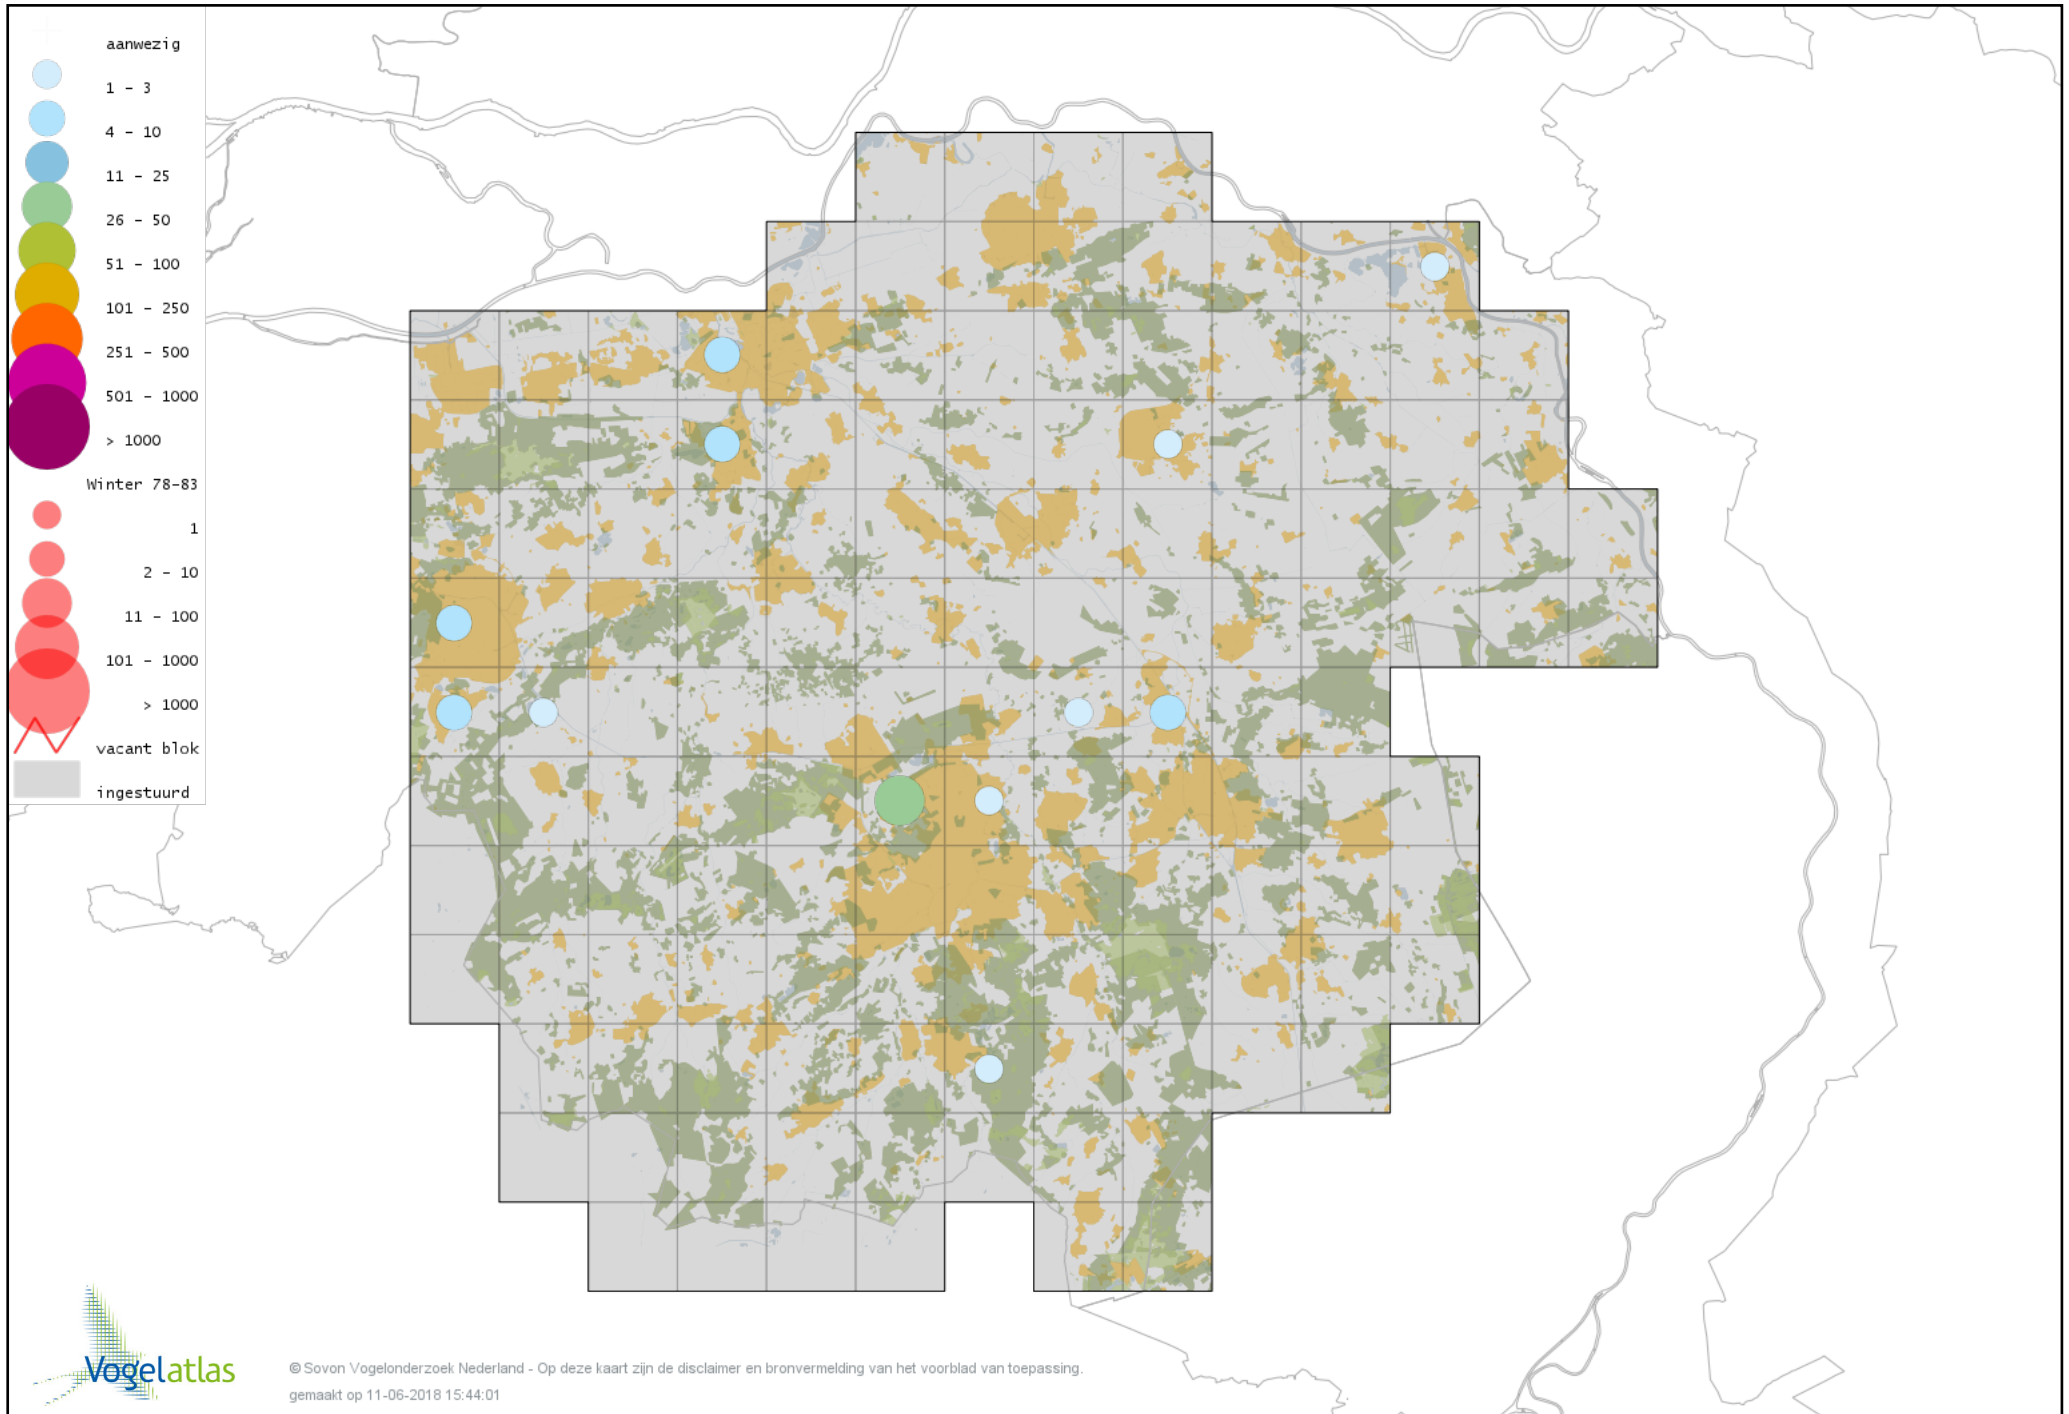 aanwezig
1 - 3
4 - 10
11 - 25
26 - 50
51 - 100
101 - 250
251 - 500
501 - 1000
> 1000
Winter 78-83
1
2 - 10
11 - 100
101 - 1000
> 1000
vacant blok
ingestuurd
Vogelatlas
© Sovon Vogelonderzoek Nederland - Op deze kaart zijn de disclaimer en bronvermelding van het voorblad van toepassing.
gemaakt op 11-06-2018 15:44:01